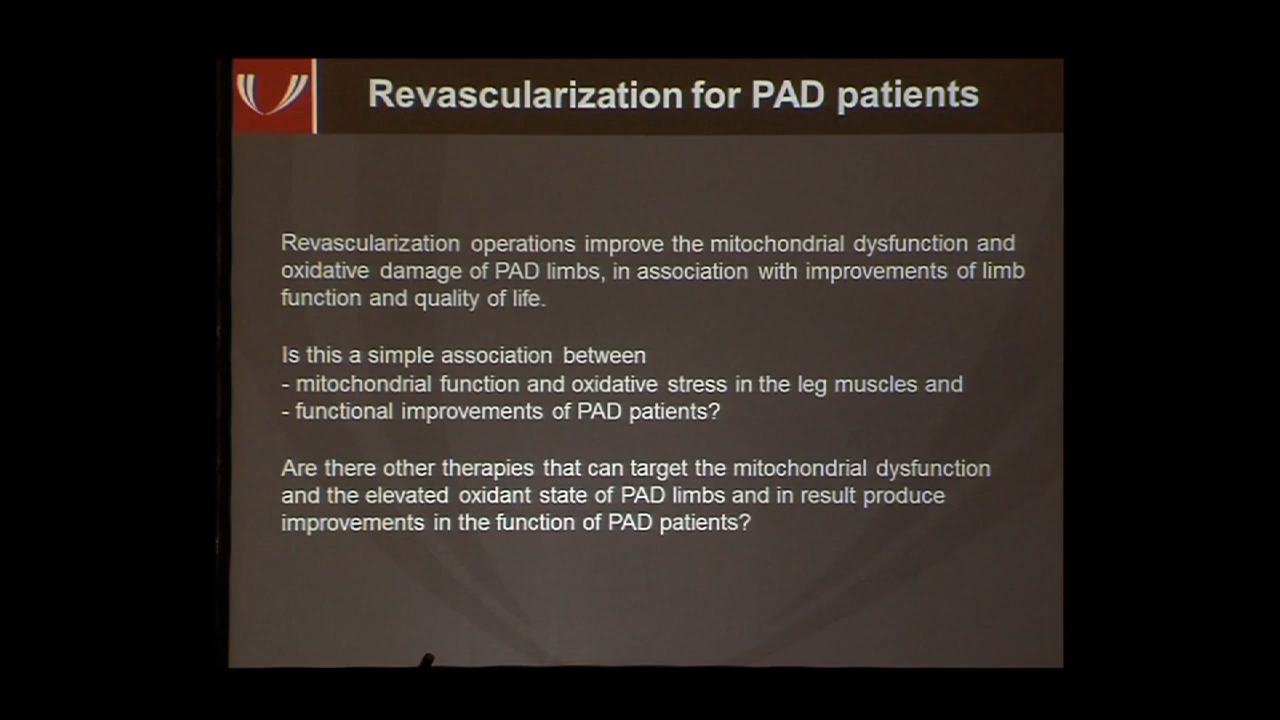 Revascularization for PAD patients
Revascularization operations improve the mitochondrial dysfunction and
oxidative damage of PAD limbs, in association with improvements of limb
function and quality of life.
Is this a simple association between
- mitochondrial function and oxidative stress in the leg muscles and
- functional improvements of PAD patients?
Are there other therapies that can target the mitochondrial dysfunction
and the elevated oxidant state of PAD limbs and in result produce
improvements in the function of PAD patients?